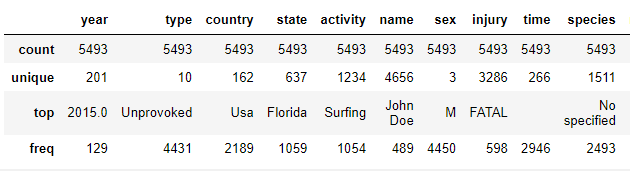 year type country state activity name sex injury time species
count 5493 5493 5493 5493 5493 5493 5493 5493 5493 5493
unique 201 10 162 637 1234 4656 3 3286 266 1511
top 2015.0 Unprovoked Usa Florida Surfing John Doe M FATAL No specified
freq 129 4431 2189 1059 1054 489 4450 598 2946 2493